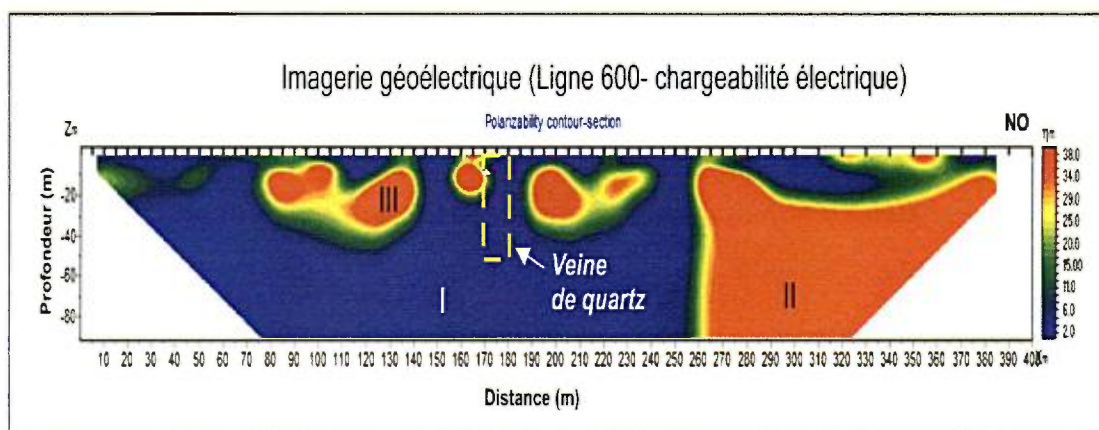 Imagerie géoélectrique (Ligne 600- chargeabilité électrique)
Polarizability contour-section
NO
Zm
ηm
Profondeur (m)
-20
-40
-60
-80
III
I
II
Veine
de quartz
38.0
34.0
29.0
25.0
20.0
15.00
11.0
6.0
2.0
10 20 30 40 50 60 70 80 90 100 110 120 130 140 150 160 170 180 190 200 210 220 230 240 250 260 270 280 290 300 310 320 330 340 350 360 370 380 390 400 Xm
Distance (m)